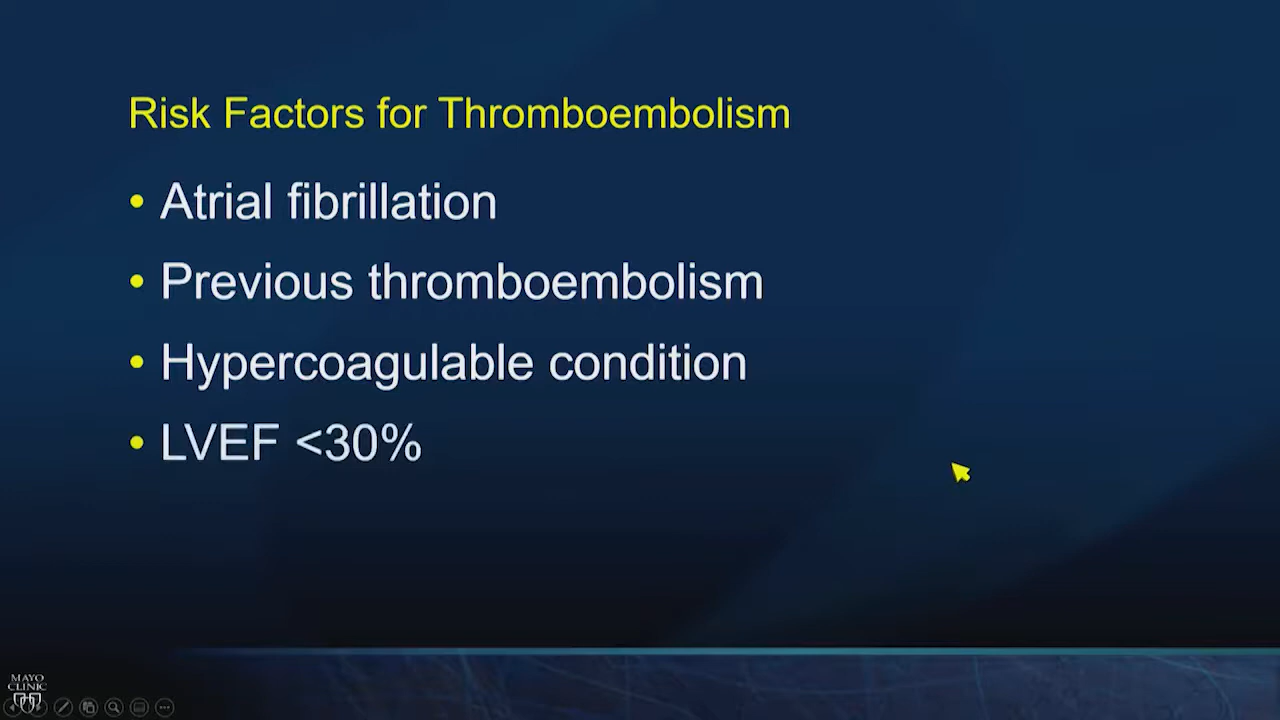 Risk Factors for Thromboembolism
• Atrial fibrillation
• Previous thromboembolism
• Hypercoagulable condition
• LVEF <30%
MAYO
CLINIC